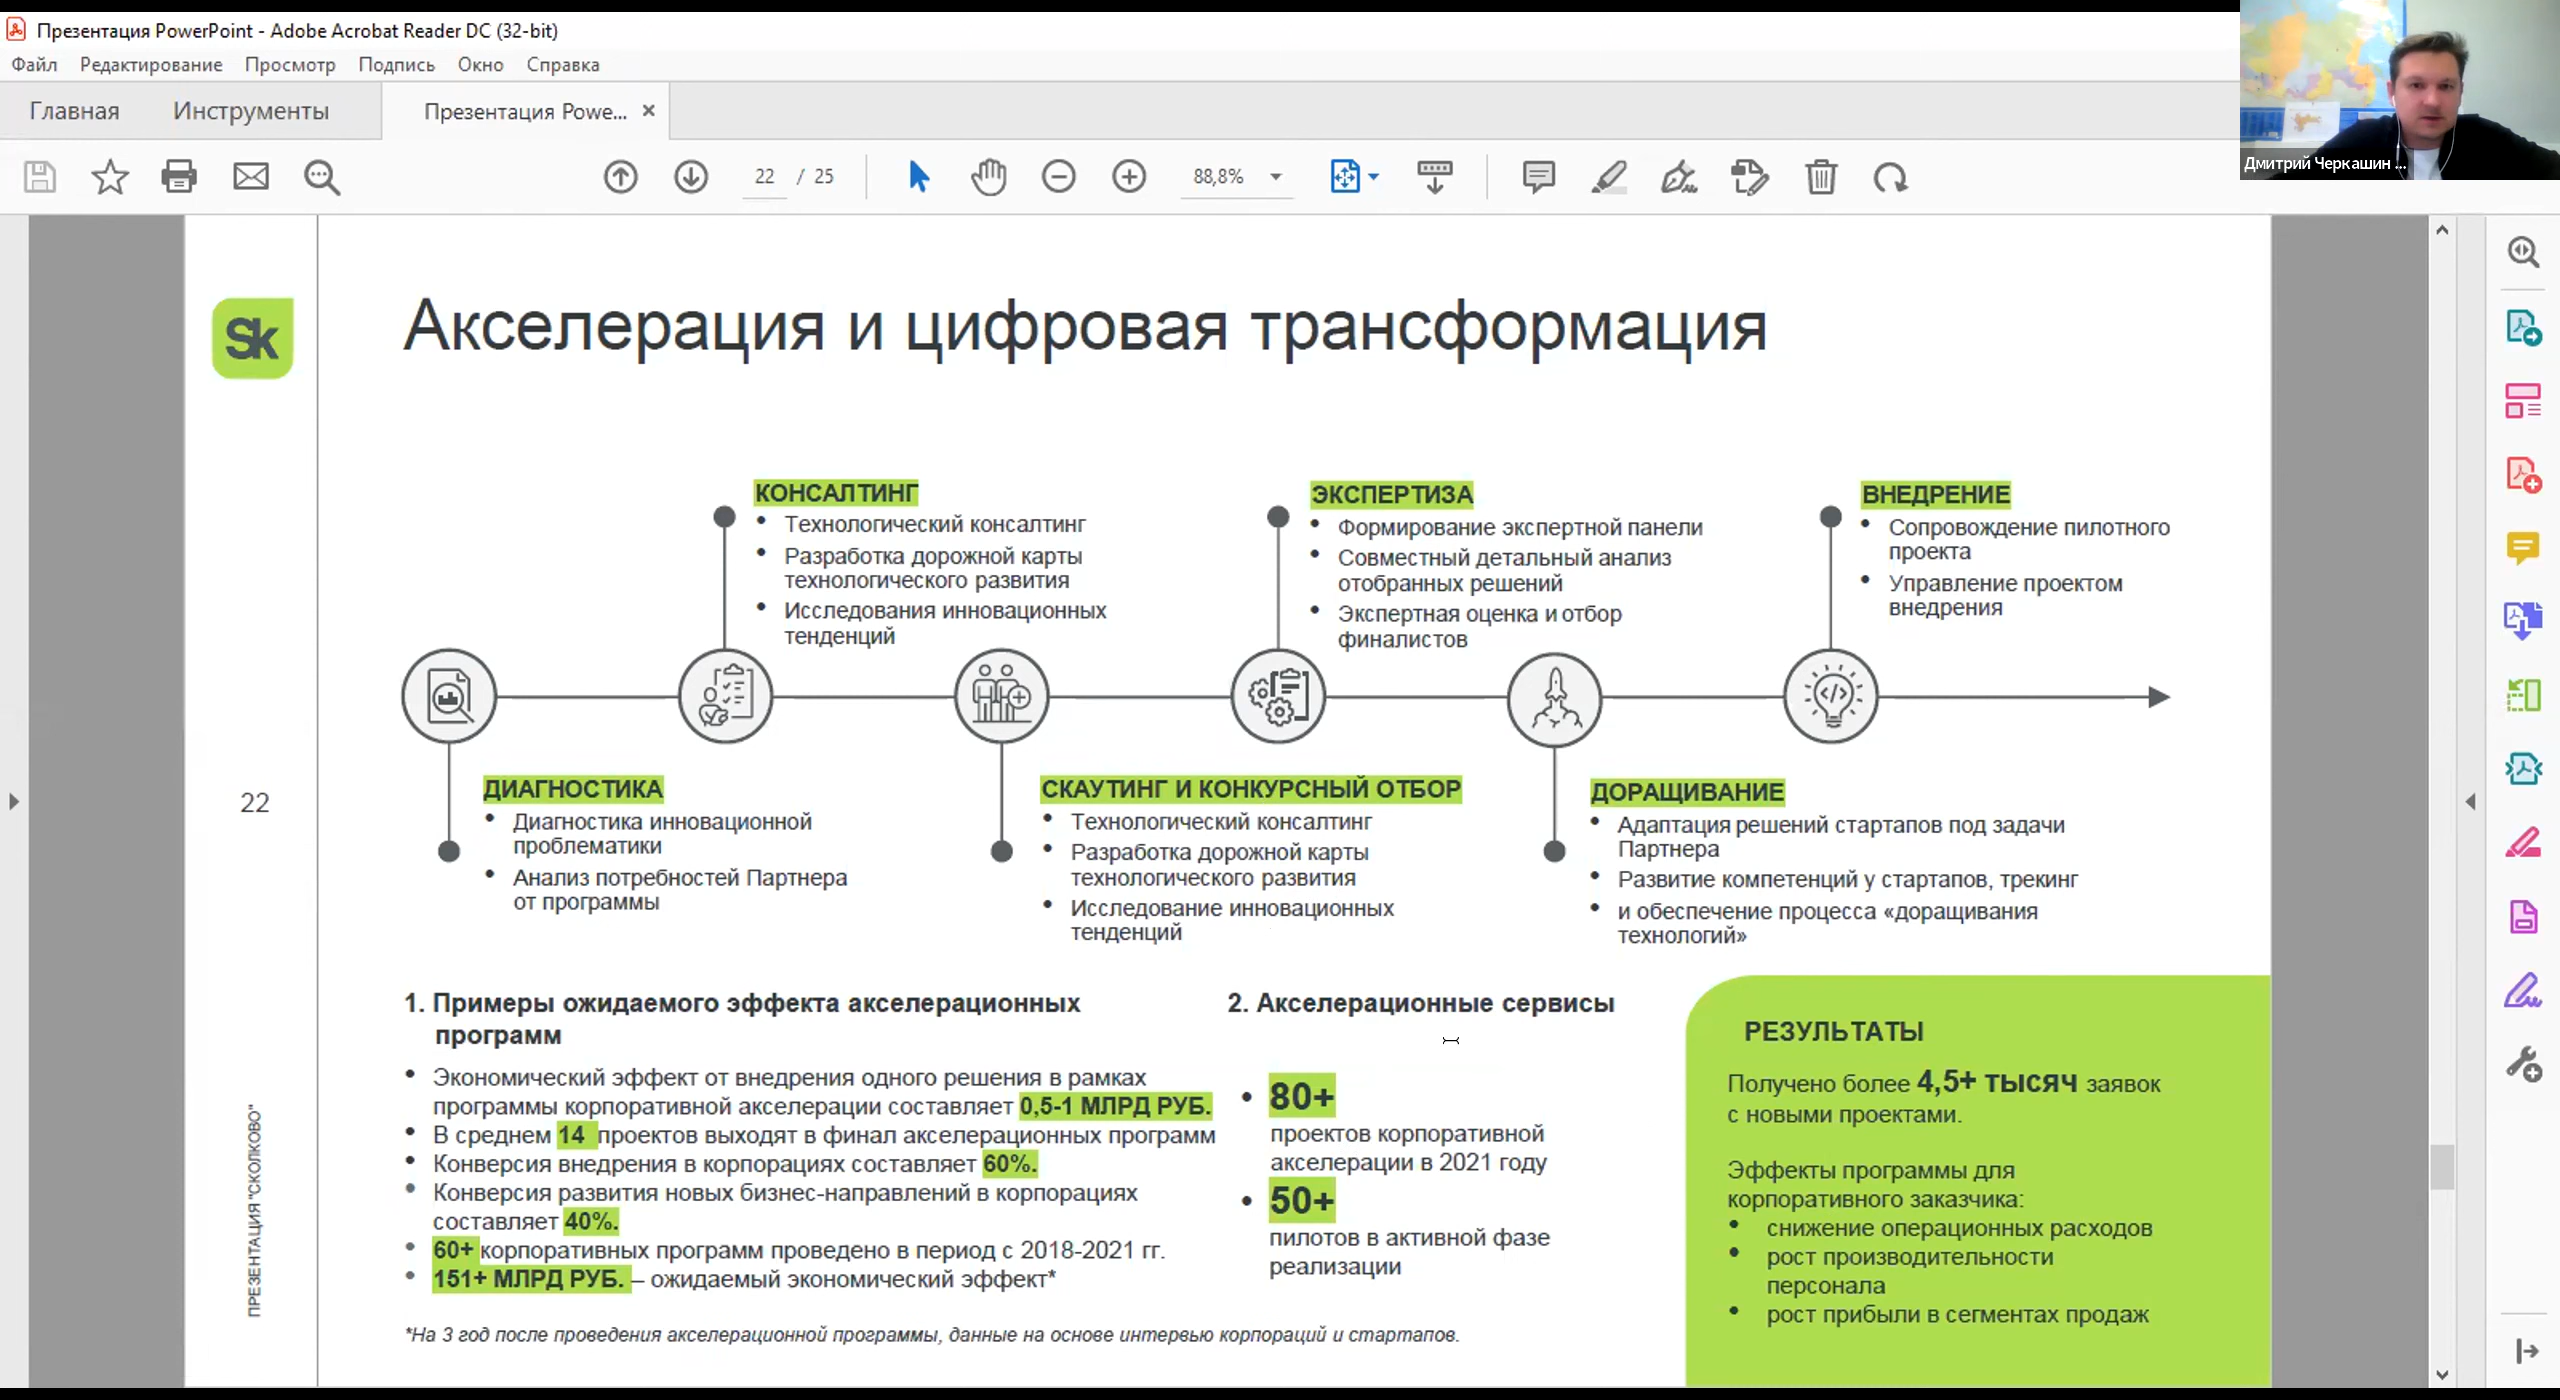 Презентация PowerPoint - Adobe Acrobat Reader DC (32-bit)
Файл Редактирование Просмотр Подпись Окно Справка
Главная Инструменты Презентация Powe...
22 / 25 88,8%
Дмитрий Черкашин ...
Sk
Акселерация и цифровая трансформация
КОНСАЛТИНГ
• Технологический консалтинг
• Разработка дорожной карты
технологического развития
• Исследования инновационных
тенденций
ЭКСПЕРТИЗА
• Формирование экспертной панели
• Совместный детальный анализ
отобранных решений
• Экспертная оценка и отбор
финалистов
ВНЕДРЕНИЕ
• Сопровождение пилотного
проекта
• Управление проектом
внедрения
ДИАГНОСТИКА
• Диагностика инновационной
проблематики
• Анализ потребностей Партнера
от программы
СКАУТИНГ И КОНКУРСНЫЙ ОТБОР
• Технологический консалтинг
• Разработка дорожной карты
технологического развития
• Исследование инновационных
тенденций
ДОРАЩИВАНИЕ
• Адаптация решений стартапов под задачи
Партнера
• Развитие компетенций у стартапов, трекинг
• и обеспечение процесса «доращивания
технологий»
22
ПРЕЗЕНТАЦИЯ "СКОЛКОВО"
1. Примеры ожидаемого эффекта акселерационных
программ
• Экономический эффект от внедрения одного решения в рамках
программы корпоративной акселерации составляет 0,5-1 МЛРД РУБ.
• В среднем 14 проектов выходят в финал акселерационных программ
• Конверсия внедрения в корпорациях составляет 60%.
• Конверсия развития новых бизнес-направлений в корпорациях
составляет 40%.
• 60+ корпоративных программ проведено в период с 2018-2021 гг.
• 151+ МЛРД РУБ. – ожидаемый экономический эффект*
2. Акселерационные сервисы
• 80+
проектов корпоративной
акселерации в 2021 году
• 50+
пилотов в активной фазе
реализации
РЕЗУЛЬТАТЫ
Получено более 4,5+ тысяч заявок
с новыми проектами.
Эффекты программы для
корпоративного заказчика:
• снижение операционных расходов
• рост производительности
персонала
• рост прибыли в сегментах продаж
*На 3 год после проведения акселерационной программы, данные на основе интервью корпораций и стартапов.